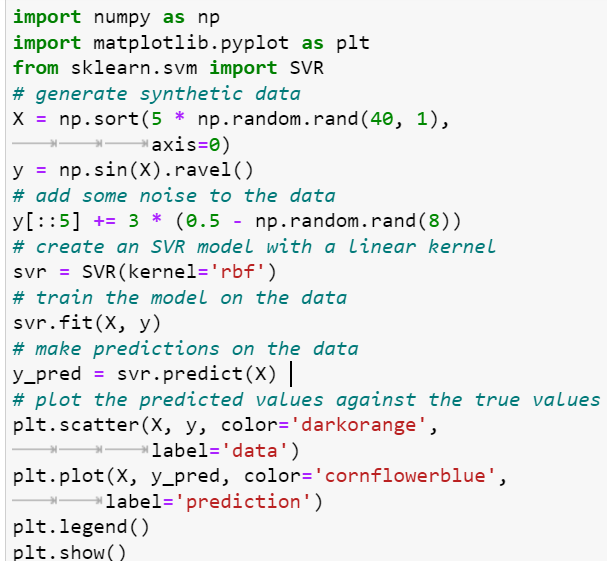 import numpy as np
import matplotlib.pyplot as plt
from sklearn.svm import SVR
# generate synthetic data
X = np.sort(5 * np.random.rand(40, 1),
axis=0)
y = np.sin(X).ravel()
# add some noise to the data
y[::5] += 3 * (0.5 - np.random.rand(8))
# create an SVR model with a linear kernel
svr = SVR(kernel='rbf')
# train the model on the data
svr.fit(X, y)
# make predictions on the data
y_pred = svr.predict(X)
# plot the predicted values against the true values
plt.scatter(X, y, color='darkorange',
label='data')
plt.plot(X, y_pred, color='cornflowerblue',
label='prediction')
plt.legend()
plt.show()